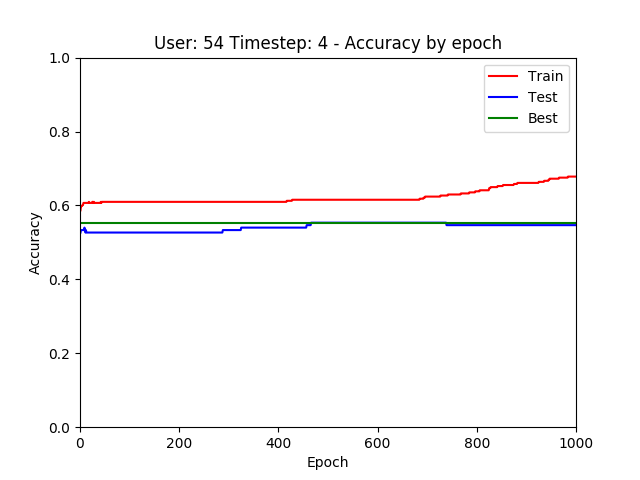 User: 54 Timestep: 4 - Accuracy by epoch
1.0
0.8
0.6
0.4
0.2
0.0
Accuracy
Train
Test
Best
0 200 400 600 800 1000
Epoch